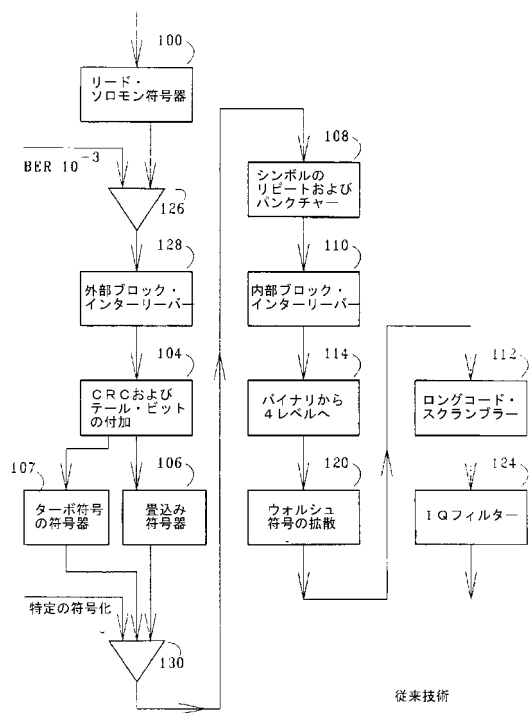 100
リード・
ソロモン符号器
BER 10⁻³
126
128
外部ブロック・
インターリーバー
104
CRCおよび
テール・ビット
の付加
107
ターボ符号
の符号器
106
畳込み
符号器
特定の符号化
130
108
シンボルの
リピートおよび
パンクチャー
110
内部ブロック・
インターリーバー
114
バイナリから
4レベルへ
120
ウォルシュ
符号の拡散
112
ロングコード・
スクランブラー
124
IQフィルター
従来技術